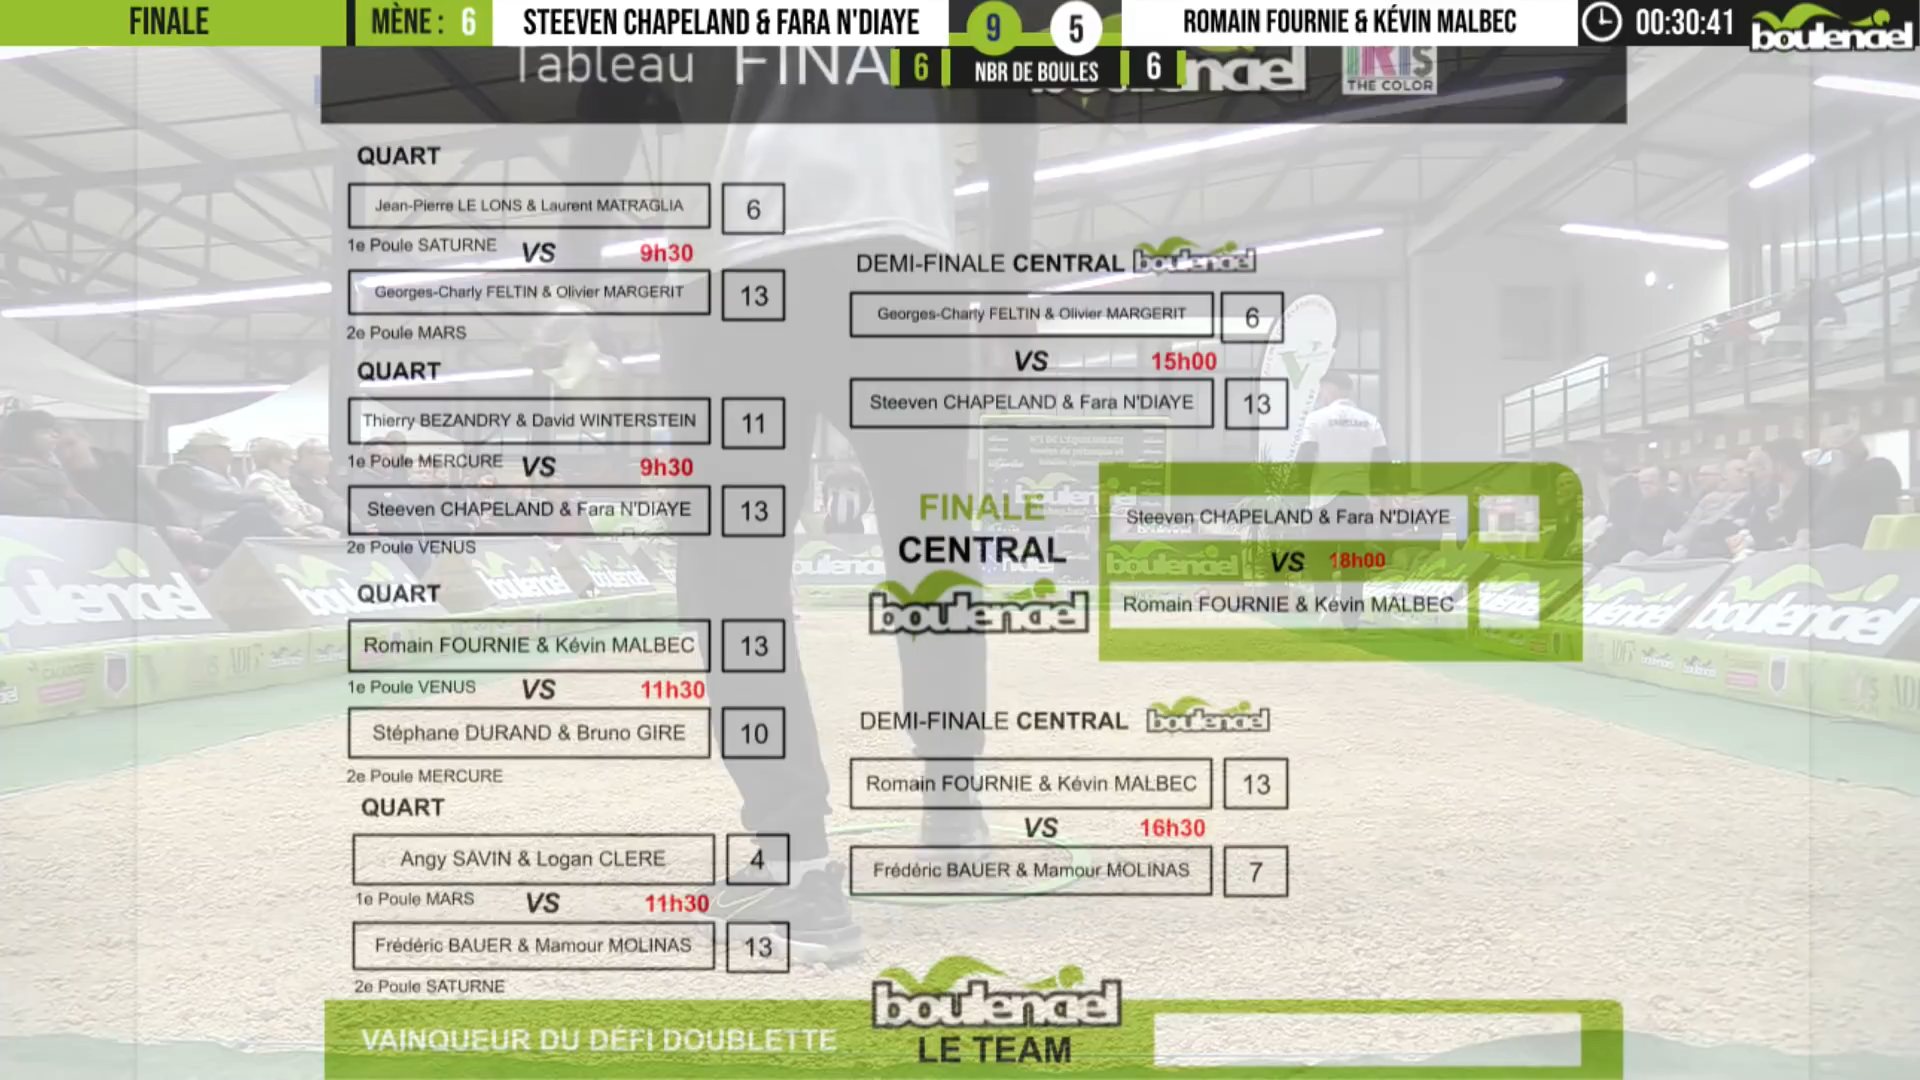 FINALE
MÈNE : 6
STEEVEN CHAPELAND & FARA N'DIAYE
9
5
ROMAIN FOURNIE & KÉVIN MALBEC
00:30:41
boulenciel
6
NBR DE BOULES
6
Tableau FINA
IRIS
THE COLOR
QUART
Jean-Pierre LE LONS & Laurent MATRAGLIA
6
1e Poule SATURNE
VS
9h30
Georges-Charly FELTIN & Olivier MARGERIT
13
2e Poule MARS
QUART
Thierry BEZANDRY & David WINTERSTEIN
11
1e Poule MERCURE
VS
9h30
Steeven CHAPELAND & Fara N'DIAYE
13
2e Poule VENUS
QUART
Romain FOURNIE & Kévin MALBEC
13
1e Poule VENUS
VS
11h30
Stéphane DURAND & Bruno GIRE
10
2e Poule MERCURE
QUART
Angy SAVIN & Logan CLERE
4
1e Poule MARS
VS
11h30
Frédéric BAUER & Mamour MOLINAS
13
2e Poule SATURNE
DEMI-FINALE CENTRAL boulenciel
Georges-Charly FELTIN & Olivier MARGERIT
6
VS
15h00
Steeven CHAPELAND & Fara N'DIAYE
13
FINALE
CENTRAL
boulenciel
Steeven CHAPELAND & Fara N'DIAYE
VS
18h00
Romain FOURNIE & Kévin MALBEC
DEMI-FINALE CENTRAL boulenciel
Romain FOURNIE & Kévin MALBEC
13
VS
16h30
Frédéric BAUER & Mamour MOLINAS
7
VAINQUEUR DU DÉFI DOUBLETTE
boulenciel
LE TEAM